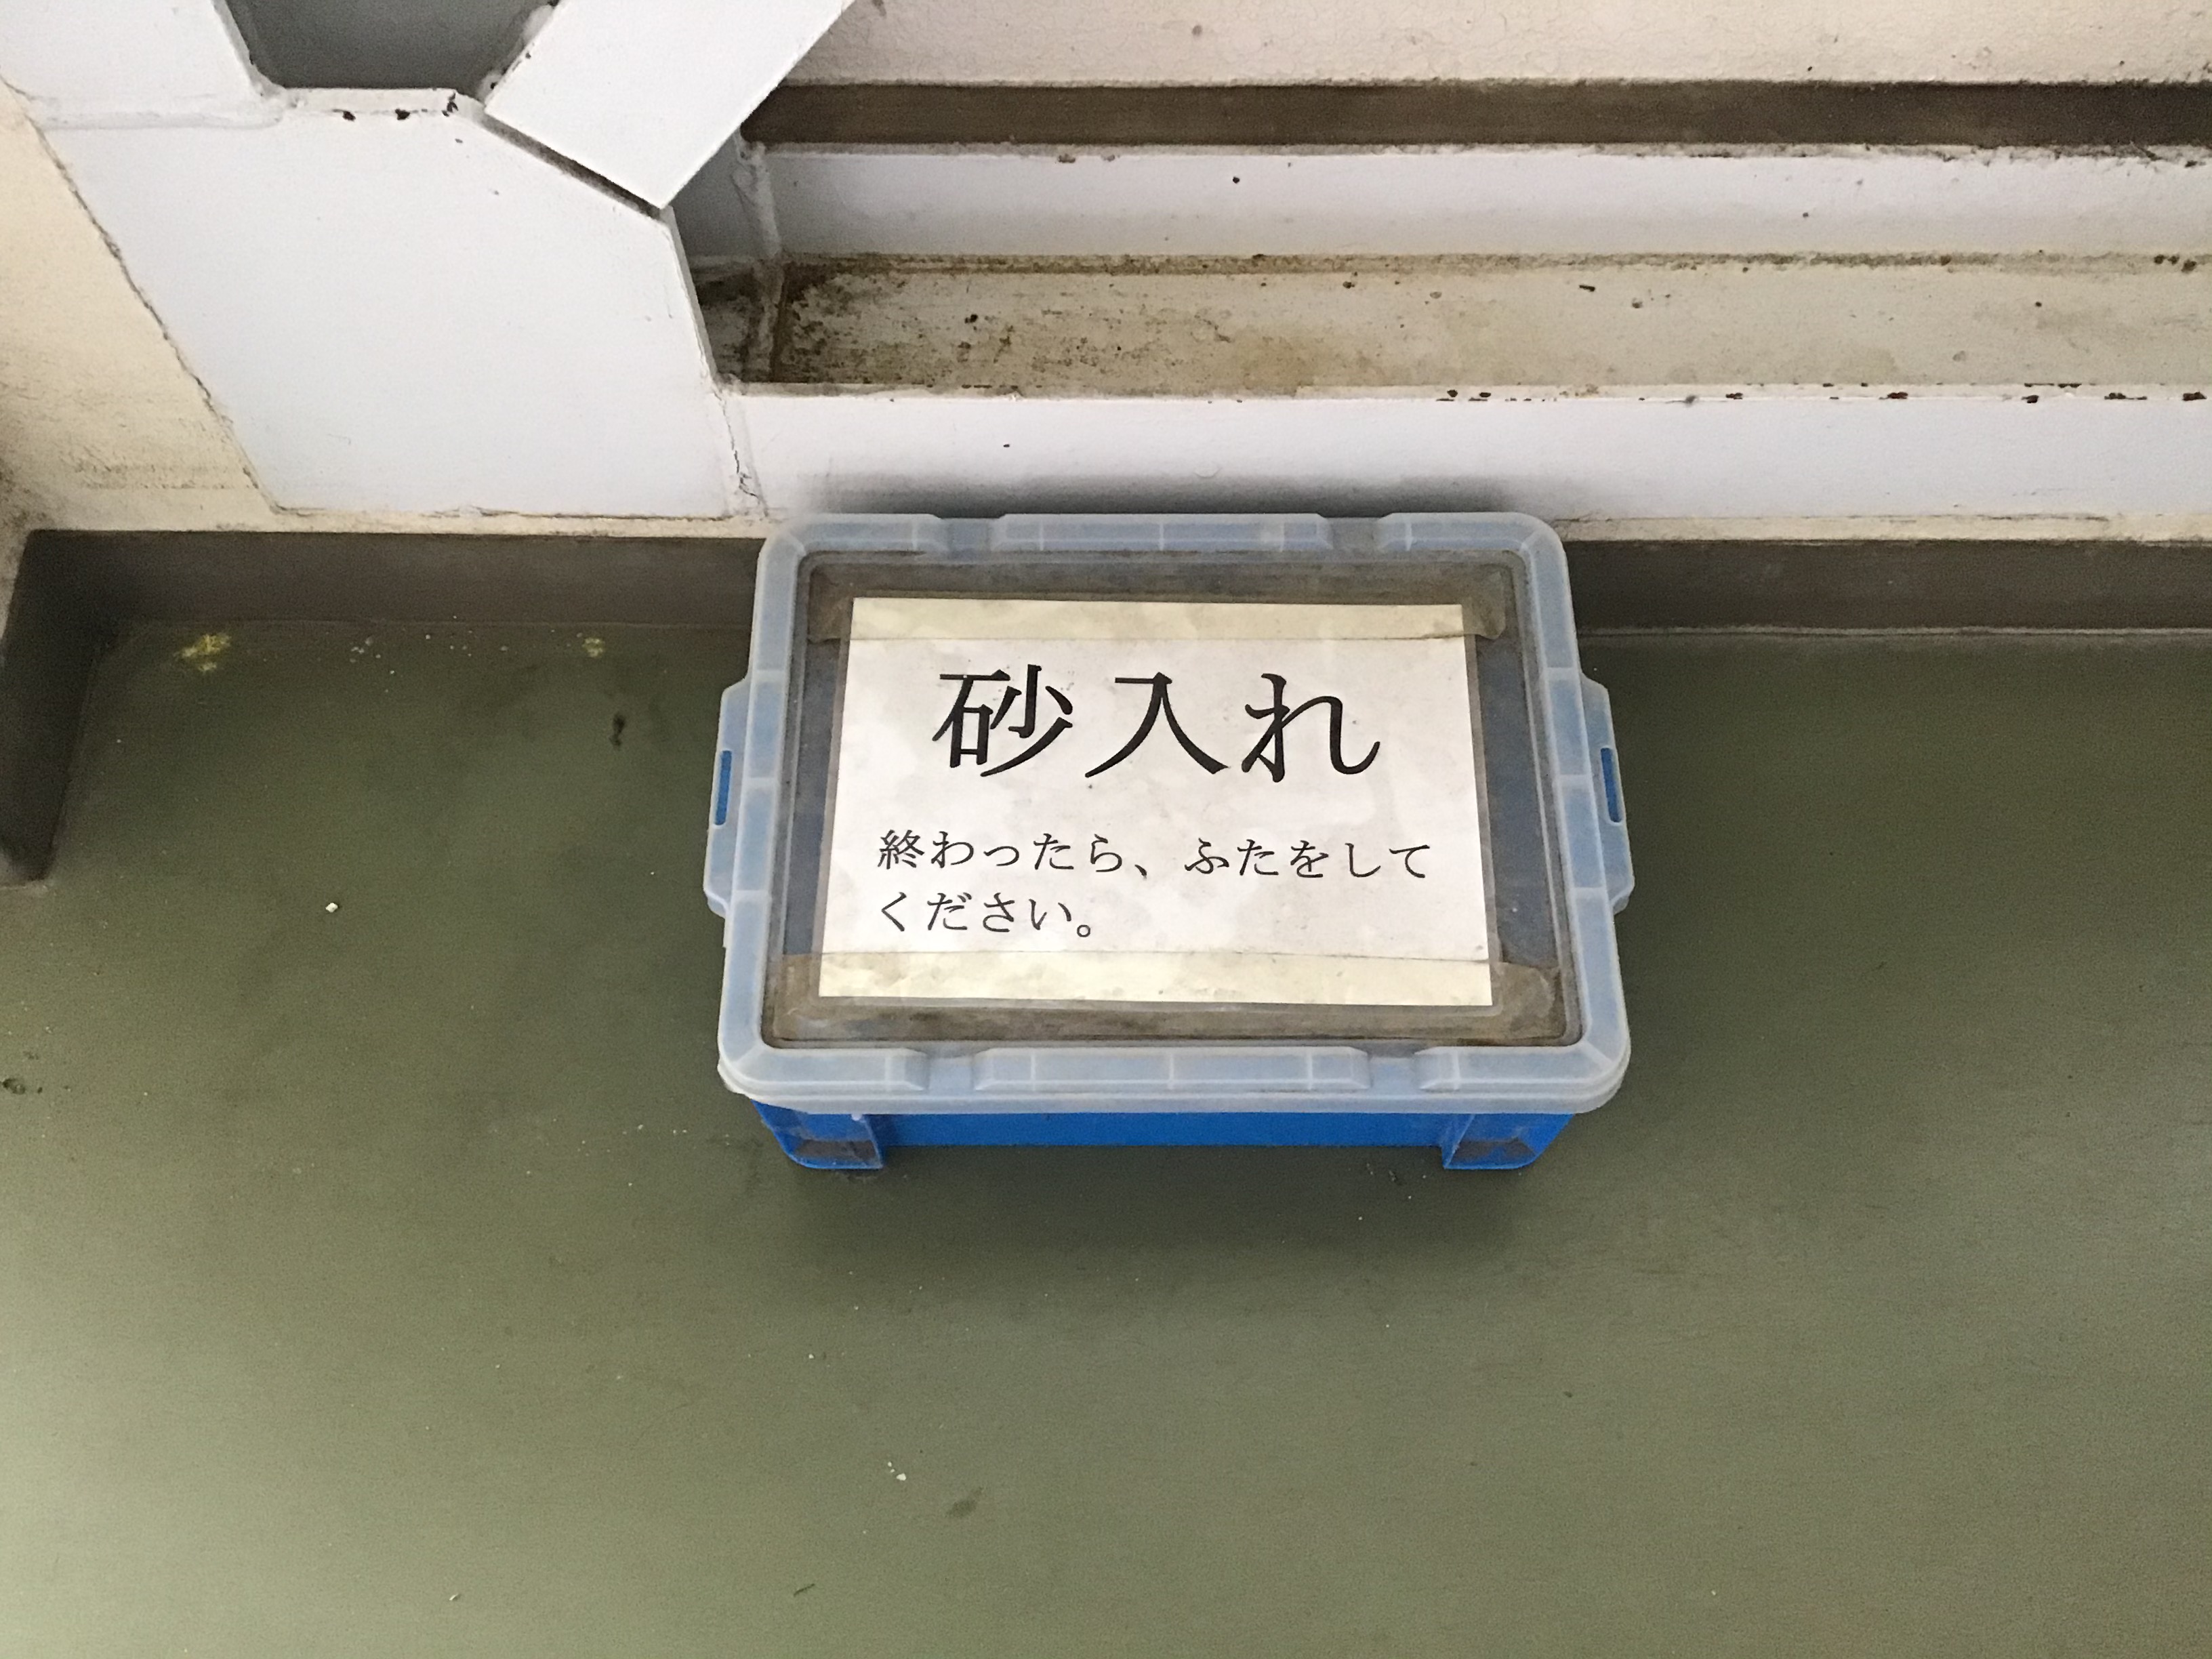 砂入れ
終わったら、ふたをして
ください。